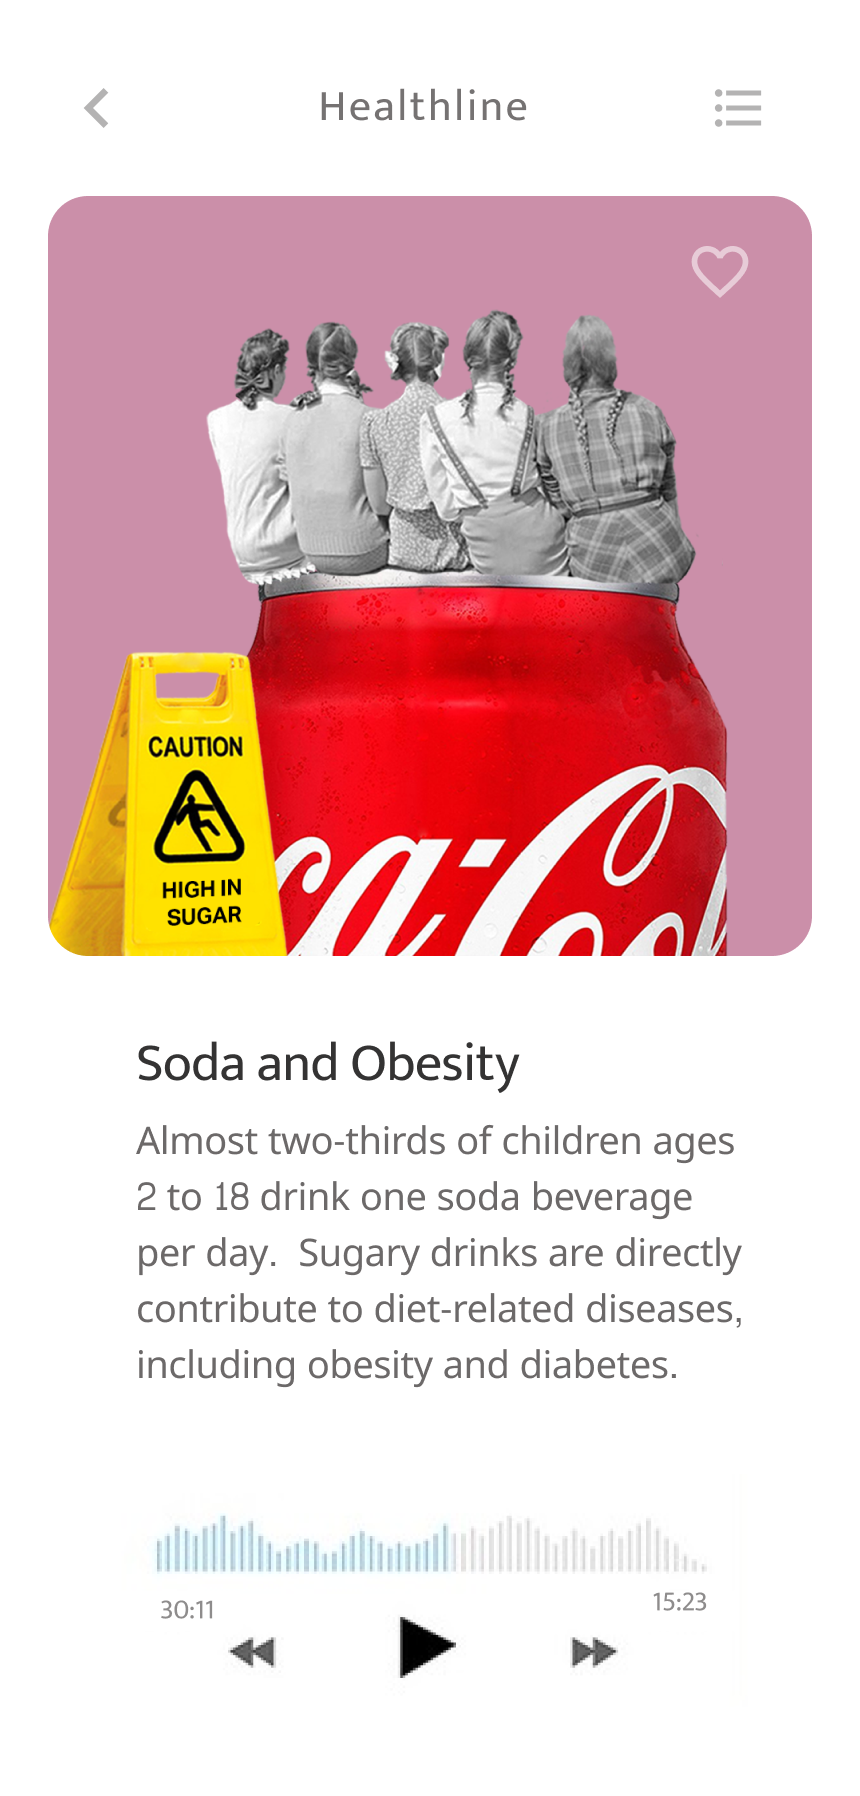 Healthline
CAUTION
HIGH IN
SUGAR
Soda and Obesity
Almost two-thirds of children ages
2 to 18 drink one soda beverage
per day.  Sugary drinks are directly
contribute to diet-related diseases,
including obesity and diabetes.
30:11
15:23